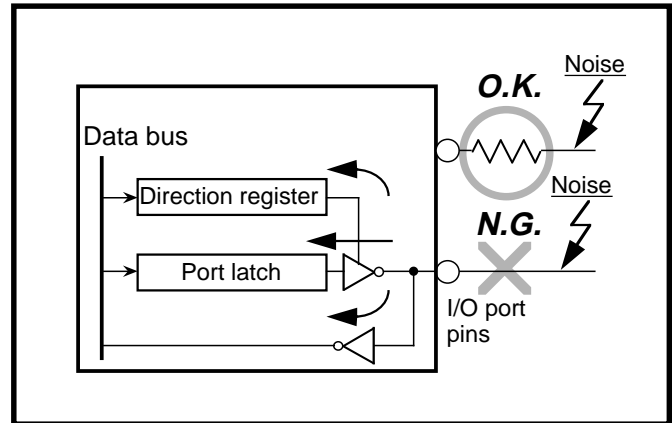 Noise
O.K.
Data bus
Direction register
Noise
N.G.
Port latch
I/O port
pins